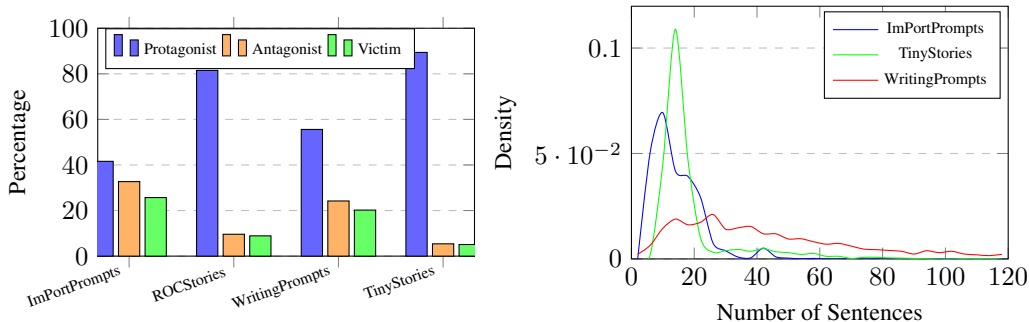 Percentage
100
80
60
40
20
0
Protagonist Antagonist Victim
ImPortPrompts
ROCStories
WritingPrompts
TinyStories
Density
0.1
5 · 10⁻²
0
ImPortPrompts
TinyStories
WritingPrompts
0 20 40 60 80 100 120
Number of Sentences